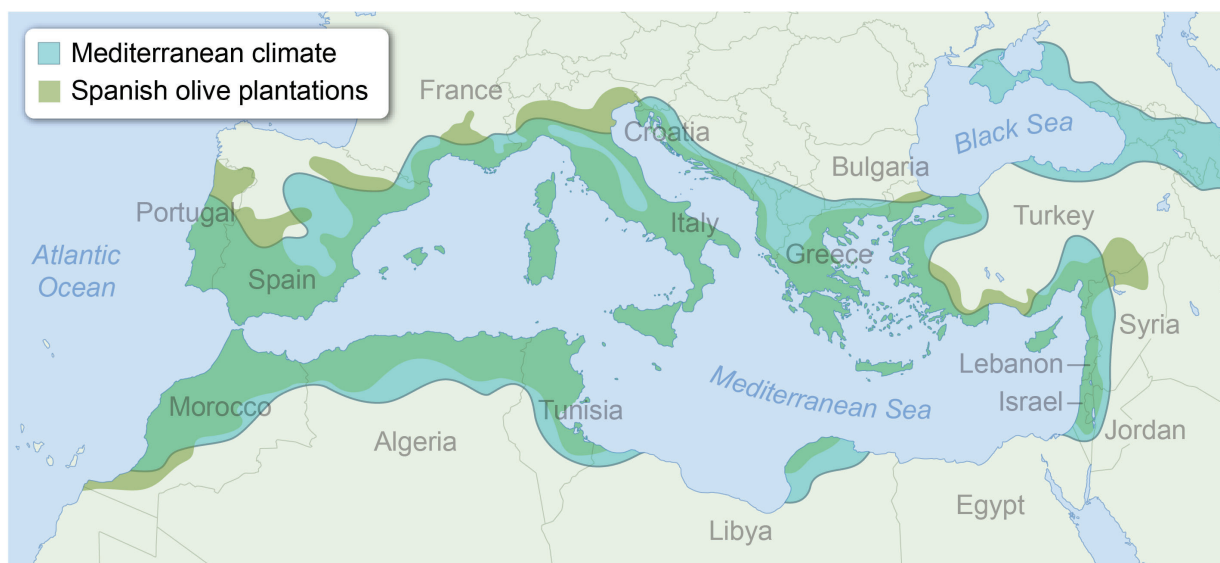 Mediterranean climate
Spanish olive plantations
France
Croatia
Black Sea
Bulgaria
Portugal
Italy
Turkey
Atlantic
Ocean
Spain
Greece
Syria
Lebanon
Mediterranean Sea
Israel
Morocco
Tunisia
Jordan
Algeria
Egypt
Libya